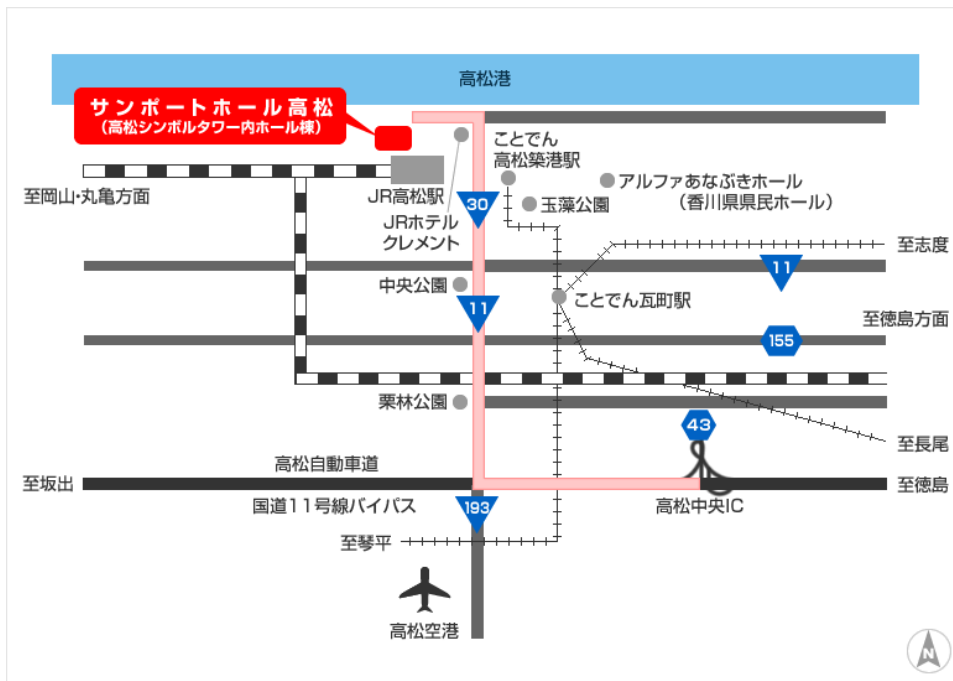 高松港
サンポートホール高松
(高松シンボルタワー内ホール棟)
ことでん
高松築港駅
アルファあなぶきホール
(香川県県民ホール)
至岡山・丸亀方面
JR高松駅
30
玉藻公園
JRホテル
クレメント
至志度
11
中央公園
11
ことでん瓦町駅
至徳島方面
155
栗林公園
43
至長尾
高松自動車道
至坂出
至徳島
国道11号線バイパス
193
高松中央IC
至琴平
高松空港
N